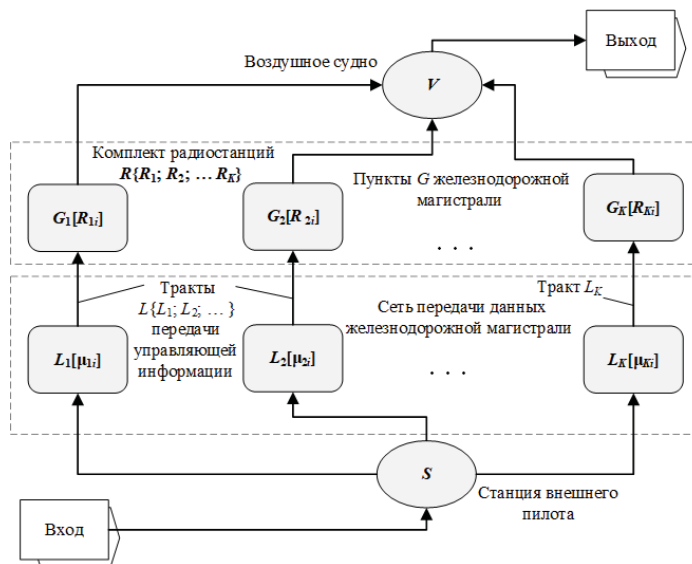 Выход
Воздушное судно
V
Комплект радиостанций
R{R1; R2; … RK}
Пункты G железнодорожной
магистрали
G1[R1i]
G2[R 2i]
GK[RKi]
. . .
Тракты
L{L1; L2; … }
передачи
управляющей
информации
Тракт LK
Сеть передачи данных
железнодорожной магистрали
L1[μ1i]
L2[μ2i]
LK[μKi]
. . .
S
Станция внешнего
пилота
Вход